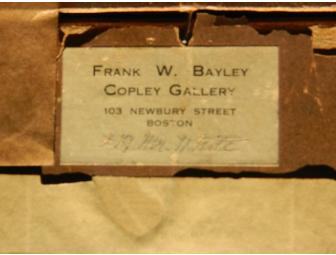 FRANK W. BAYLEY
COPLEY GALLERY
103 NEWBURY STREET
BOSTON